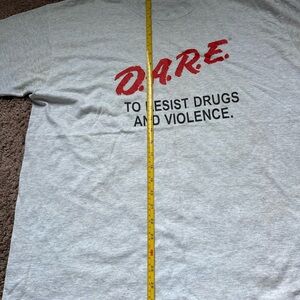 D.A.R.E.
TO RESIST DRUGS
AND VIOLENCE.